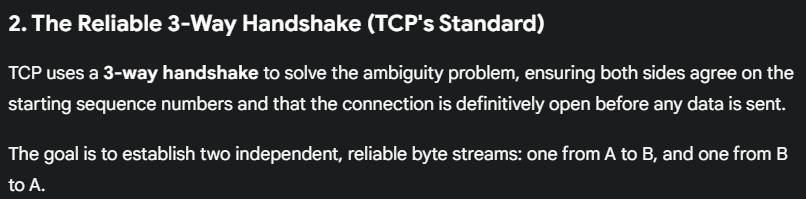 2. The Reliable 3-Way Handshake (TCP's Standard)
TCP uses a 3-way handshake to solve the ambiguity problem, ensuring both sides agree on the
starting sequence numbers and that the connection is definitively open before any data is sent.
The goal is to establish two independent, reliable byte streams: one from A to B, and one from B
to A.